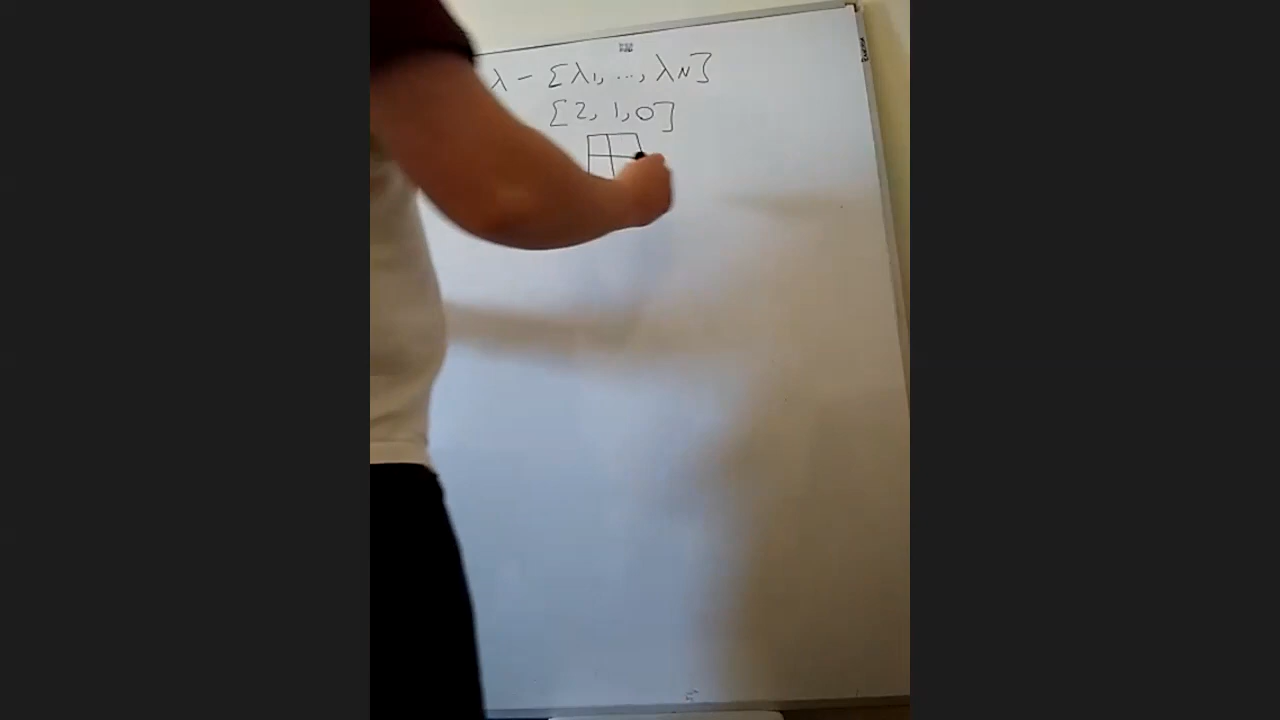 λ - [λ1, ..., λN]
[2, 1, 0]